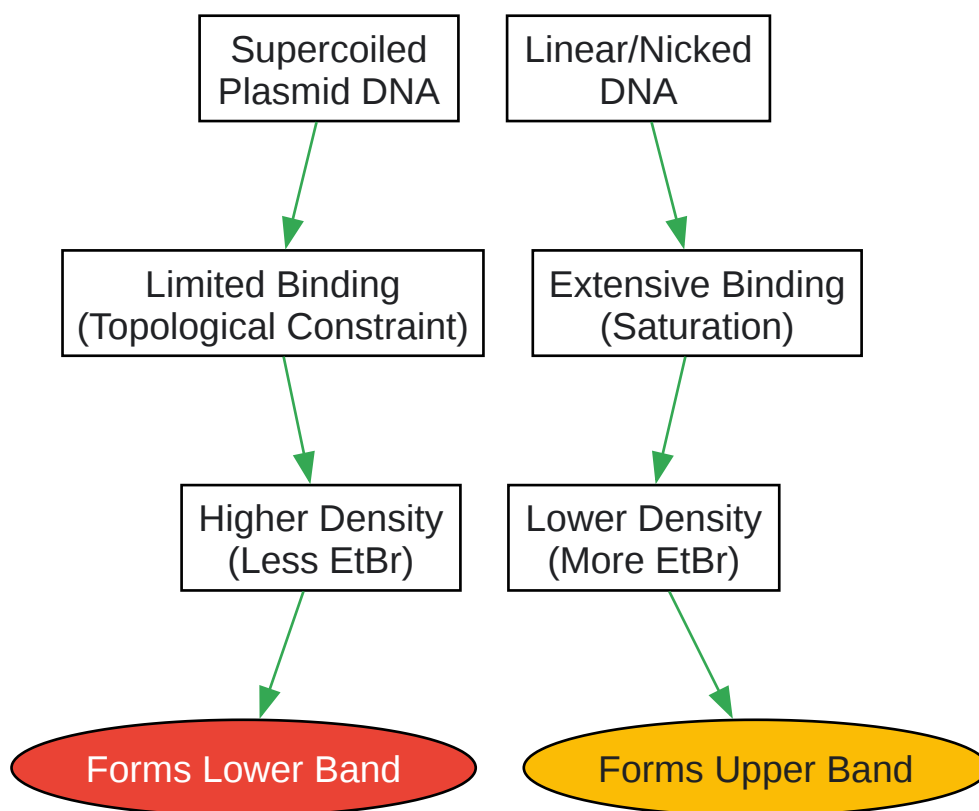 Supercoiled
Plasmid DNA
Linear/Nicked
DNA
Limited Binding
(Topological Constraint)
Extensive Binding
(Saturation)
Higher Density
(Less EtBr)
Lower Density
(More EtBr)
Forms Lower Band
Forms Upper Band